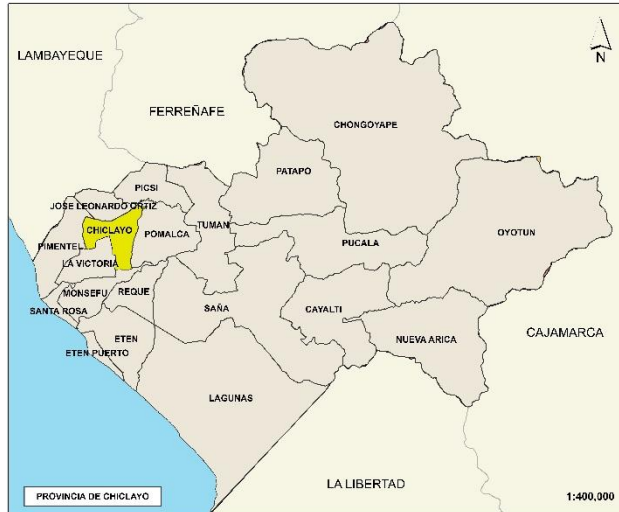 LAMBAYEQUE
N
FERREÑAFE
CHONGOYAPE
PATAPO
PICSI
JOSE LEONARDO ORTIZ
CHICLAYO
POMALCA
TUMAN
OYOTUN
PIMENTEL
PUCALA
LA VICTORIA
MONSEFU
REQUE
SANTA ROSA
SAÑA
CAYALTI
CAJAMARCA
ETEN
NUEVA ARICA
ETEN PUERTO
LAGUNAS
LA LIBERTAD
PROVINCIA DE CHICLAYO
1:400,000